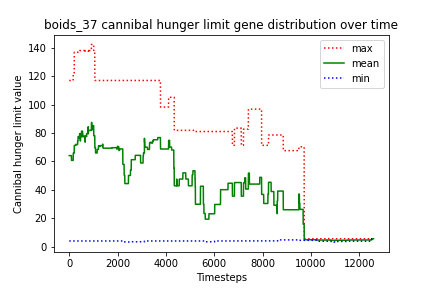 boids_37 cannibal hunger limit gene distribution over time
140
120
100
80
60
40
20
0
Cannibal hunger limit value
max
mean
min
0
2000
4000
6000
8000
10000
12000
Timesteps